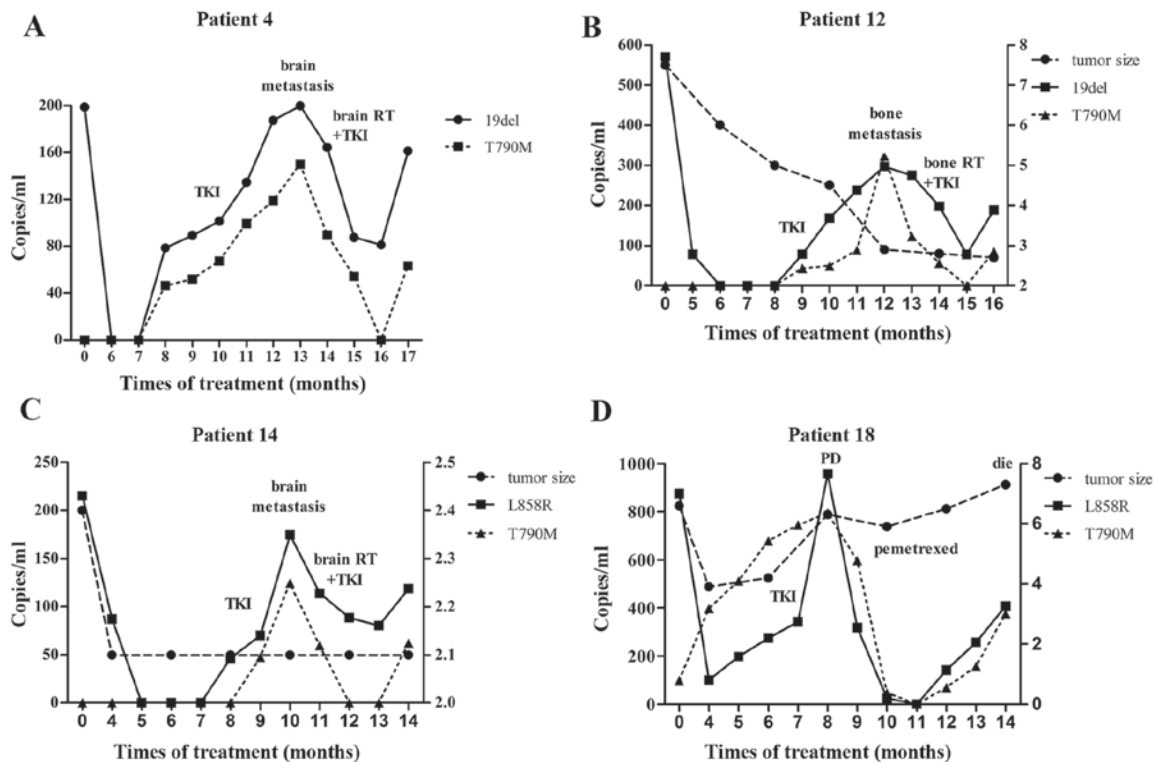 A
Patient 4
Copies/ml
200
160
120
80
40
0
brain
metastasis
brain RT
+TKI
TKI
19del
T790M
0 6 7 8 9 10 11 12 13 14 15 16 17
Times of treatment (months)
B
Patient 12
Copies/ml
600
500
400
300
200
100
0
8
7
6
5
4
3
2
bone
metastasis
bone RT
+TKI
TKI
tumor size
19del
T790M
0 5 6 7 8 9 10 11 12 13 14 15 16
Times of treatment (months)
C
Patient 14
Copies/ml
250
200
150
100
50
0
2.5
2.4
2.3
2.2
2.1
2.0
brain
metastasis
brain RT
+TKI
TKI
tumor size
L858R
T790M
0 4 5 6 7 8 9 10 11 12 13 14
Times of treatment (months)
D
Patient 18
Copies/ml
1000
800
600
400
200
0
8
6
4
2
0
PD
die
pemetrexed
TKI
tumor size
L858R
T790M
0 4 5 6 7 8 9 10 11 12 13 14
Times of treatment (months)